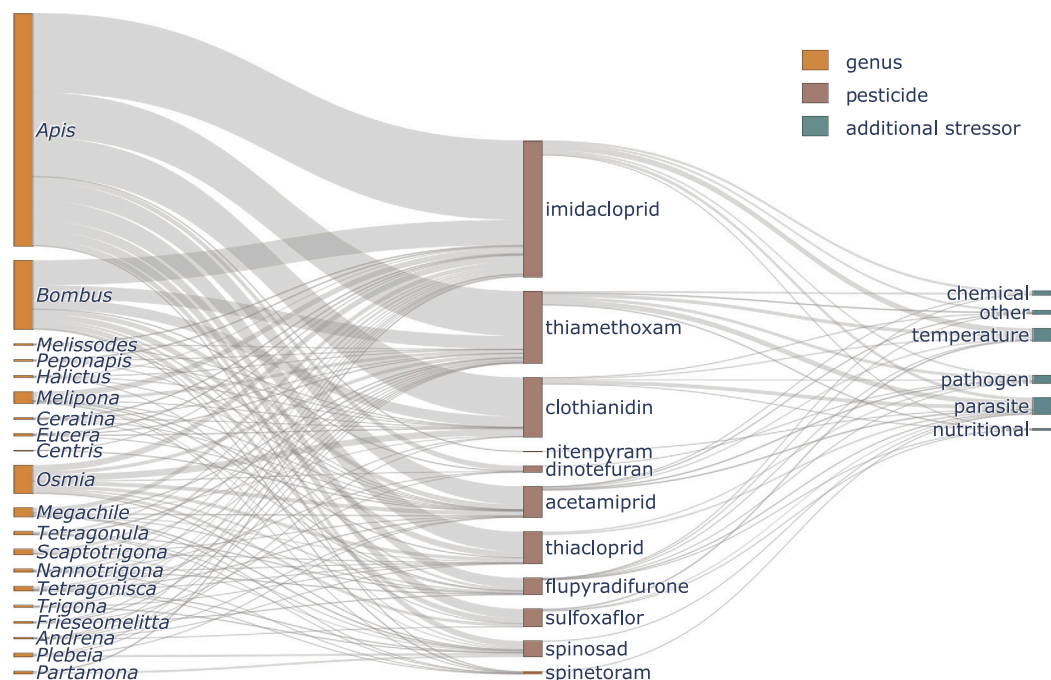 genus
pesticide
additional stressor
Apis
Bombus
Melissodes
Peponapis
Halictus
Melipona
Ceratina
Eucera
Centris
Osmia
Megachile
Tetragonula
Scaptotrigona
Nannotrigona
Tetragonisca
Trigona
Frieseomelitta
Andrena
Plebeia
Partamona
imidacloprid
thiamethoxam
clothianidin
nitenpyram
dinotefuran
acetamiprid
thiacloprid
flupyradifurone
sulfoxaflor
spinosad
spinetoram
chemical
other
temperature
pathogen
parasite
nutritional